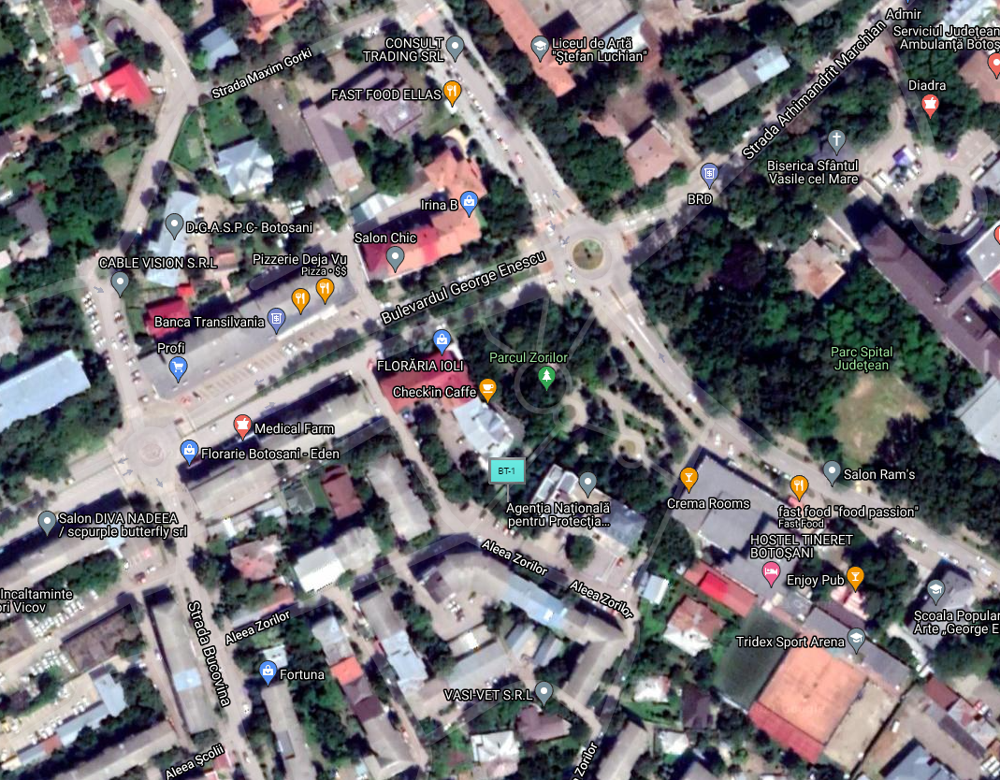 Admir
CONSULT
TRADING SRL
Liceul de Artă
"Ștefan Luchian"
Serviciul Județean
Ambulanță Botoș
Strada Maxim Gorki
FAST FOOD ELLAS
Diadra
Strada Arhimandrit Marchian
Biserica Sfântul
Vasile cel Mare
BRD
Irina B
D.G.A.S.P.C- Botosani
Salon Chic
CABLE VISION S.R.L
Pizzerie Deja Vu
Pizza • $$
Bulevardul George Enescu
Banca Transilvania
Profi
Parcul Zorilor
Parc Spital
Județean
FLORĂRIA IOLI
Check'in Caffe
Medical Farm
Florarie Botosani - Eden
BT-1
Salon Ram's
Crema Rooms
Agenția Națională
pentru Protecția...
fast food "food passion"
Fast Food
Salon DIVA NADEEA
/ scpurple butterfly srl
HOSTEL TINERET
BOTOȘANI
Aleea Zorilor
Enjoy Pub
Incaltaminte
ori Vicov
Aleea Zorilor
Școala Popular
Arte „George E
Strada Bucovina
Aleea Zorilor
Tridex Sport Arena
Fortuna
VASI-VET S.R.L
Aleea Școlii
Zorilor